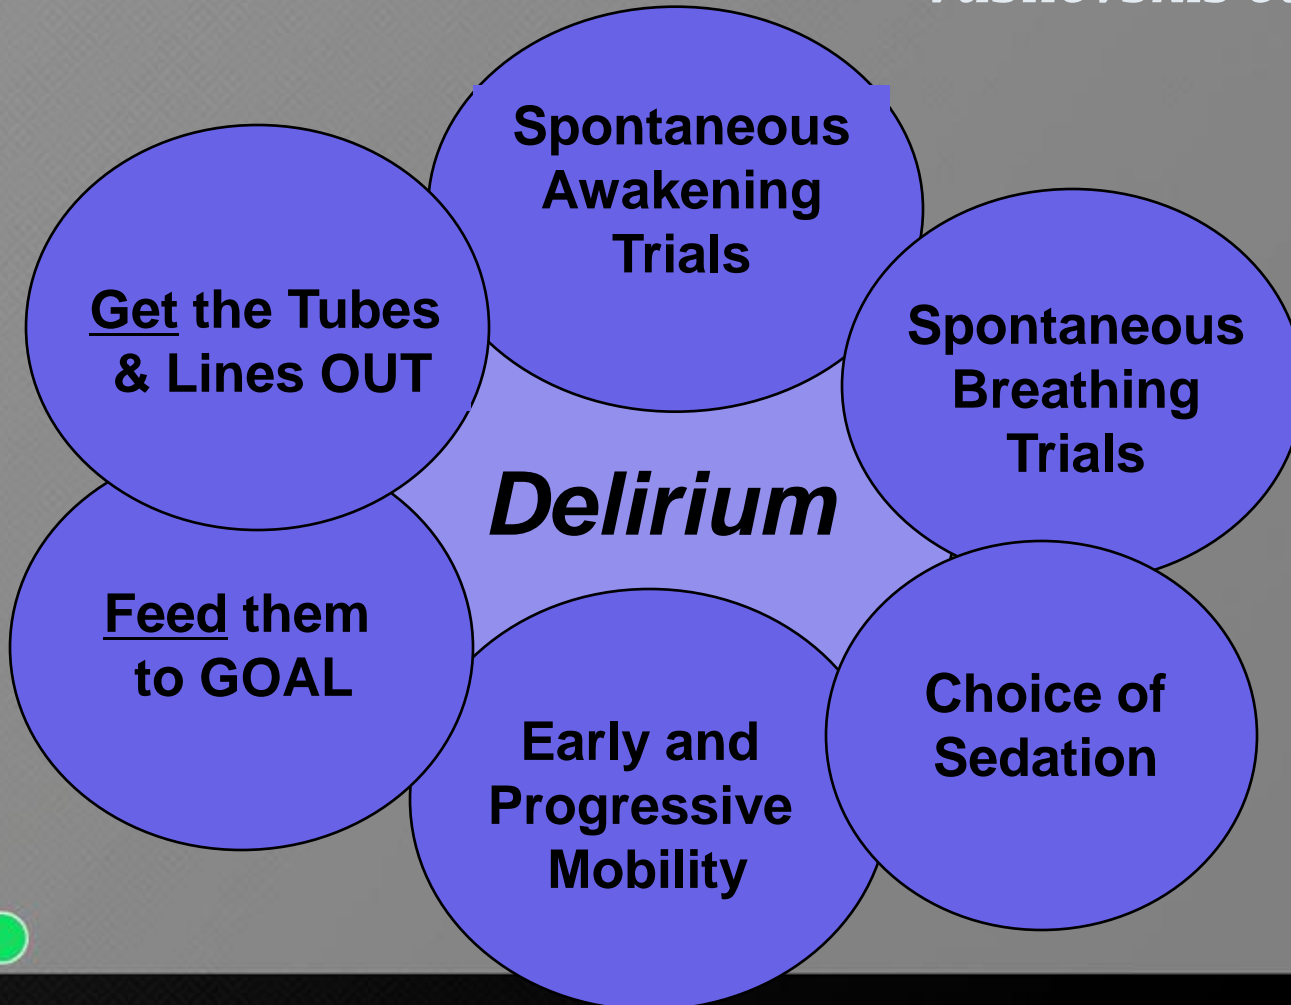 Spontaneous
Awakening
Trials
Get the Tubes
& Lines OUT
Spontaneous
Breathing
Trials
Delirium
Feed them
to GOAL
Choice of
Sedation
Early and
Progressive
Mobility